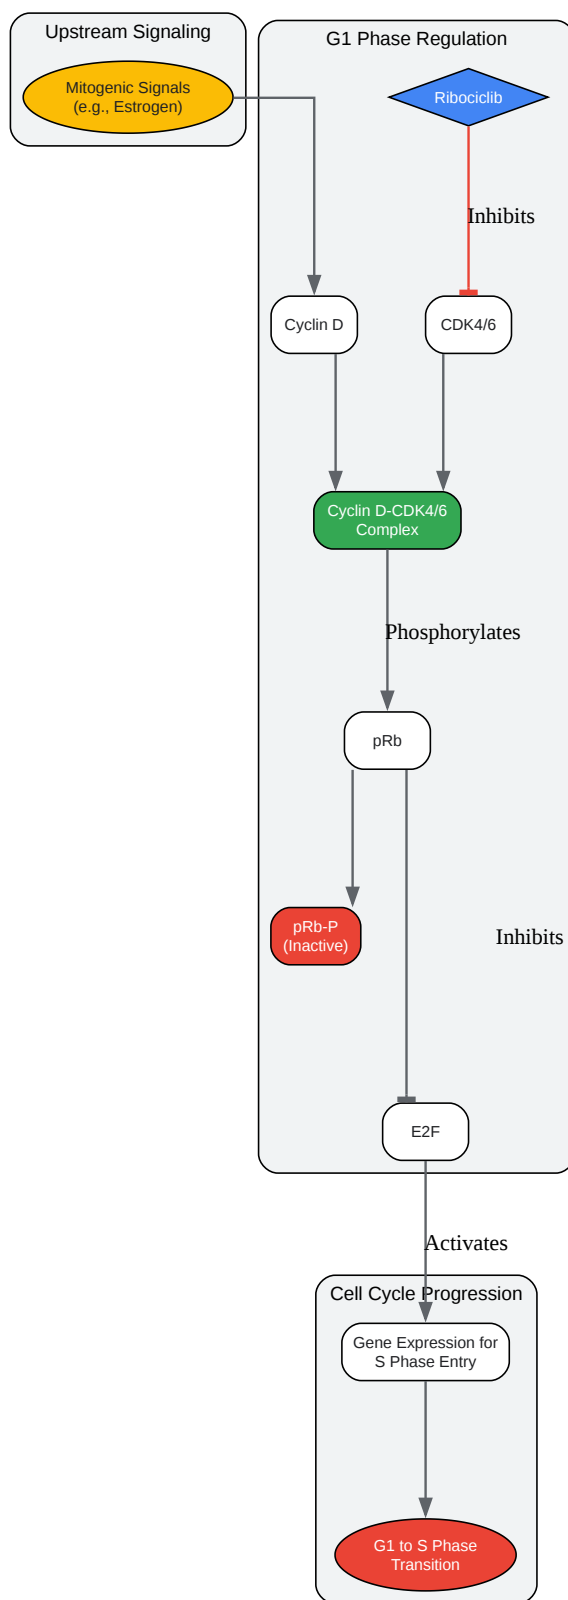 Upstream Signaling
G1 Phase Regulation
Mitogenic Signals
(e.g., Estrogen)
Ribociclib
Inhibits
Cyclin D
CDK4/6
Cyclin D-CDK4/6
Complex
Phosphorylates
pRb
pRb-P
(Inactive)
Inhibits
E2F
Activates
Cell Cycle Progression
Gene Expression for
S Phase Entry
G1 to S Phase
Transition